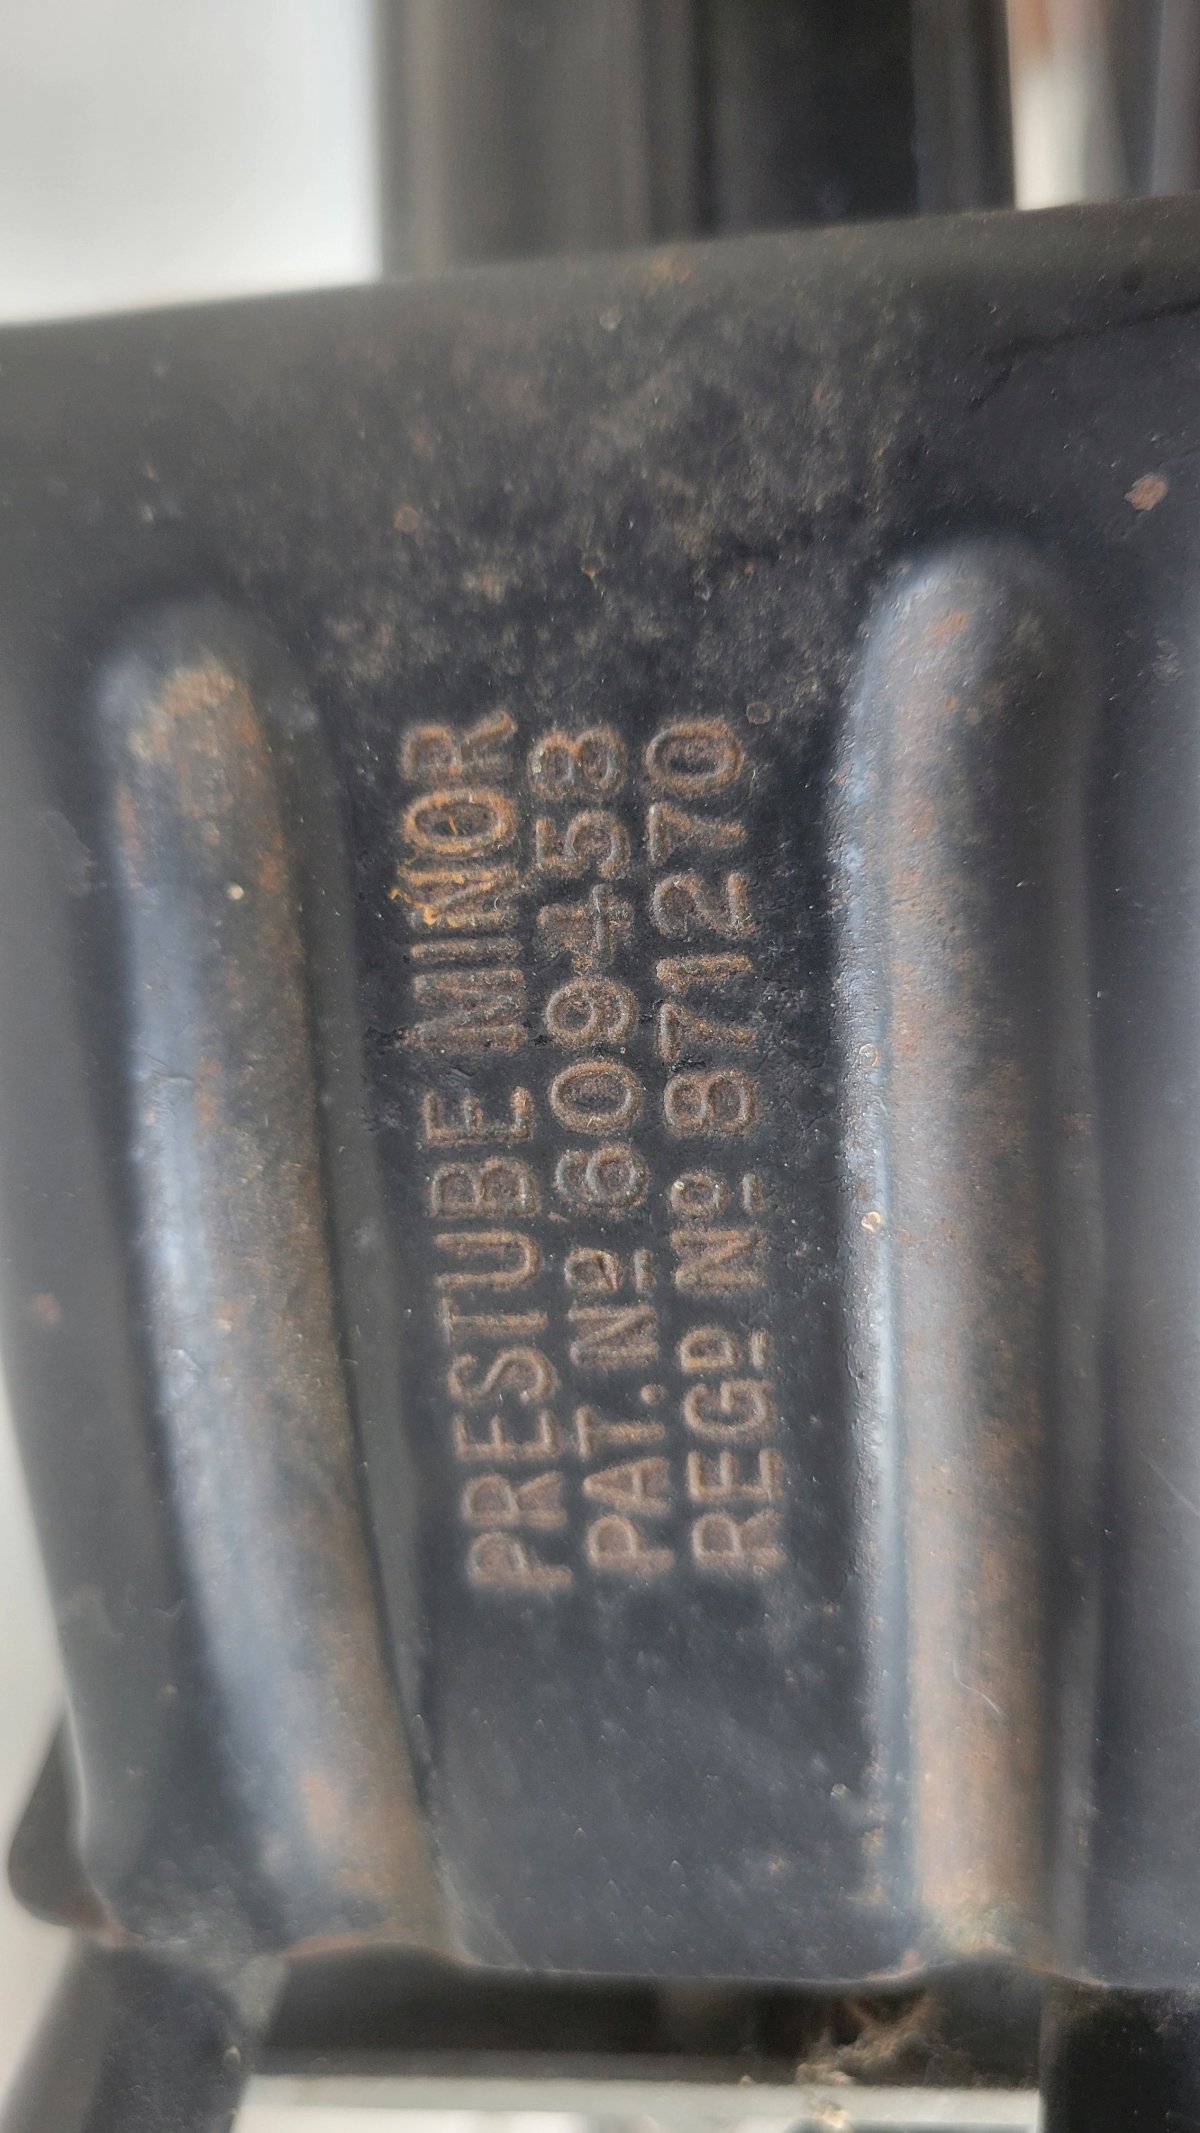 PRESTUBE MINOR
PAT. Nº 609458
REGᴰ Nº 871270